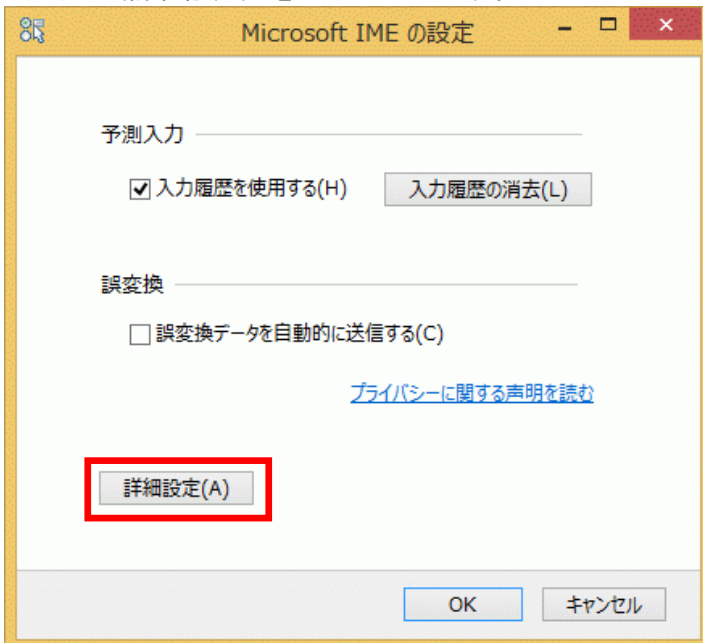 Microsoft IME の設定
予測入力
入力履歴を使用する(H)
入力履歴の消去(L)
誤変換
誤変換データを自動的に送信する(C)
プライバシーに関する声明を読む
詳細設定(A)
OK
キャンセル